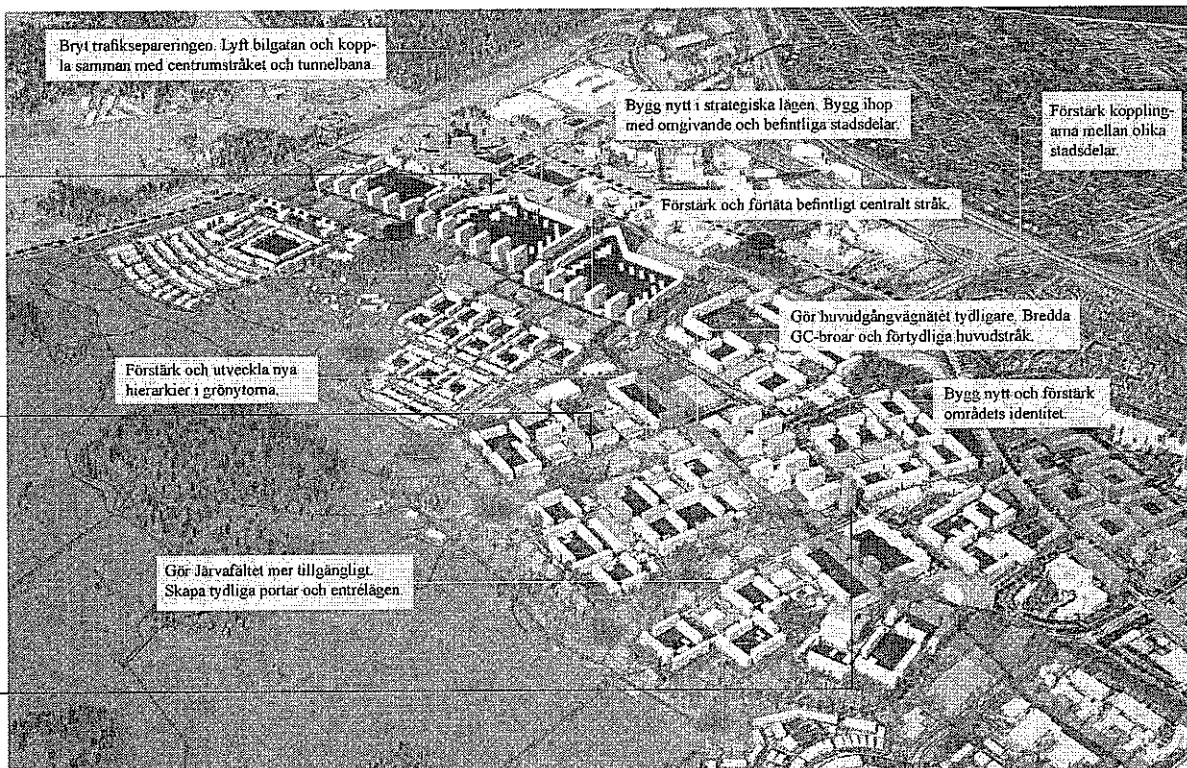 Bryt trafiksepareringen. Lyft bilgatan och kopp-
la samman med centrumstråket och tunnelbana.
Bygg nytt i strategiska lägen. Bygg ihop
med omgivande och befintliga stadsdelar.
Förstärk koppling-
arna mellan olika
stadsdelar.
Förstärk och förtäta befintligt centralt stråk.
Gör huvudgångvägnätet tydligare. Bredda
GC-broar och förtydliga huvudstråk.
Förstärk och utveckla nya
hierarkier i grönytorna.
Bygg nytt och förstärk
områdets identitet.
Gör Järvafältet mer tillgängligt.
Skapa tydliga portar och entrélägen.